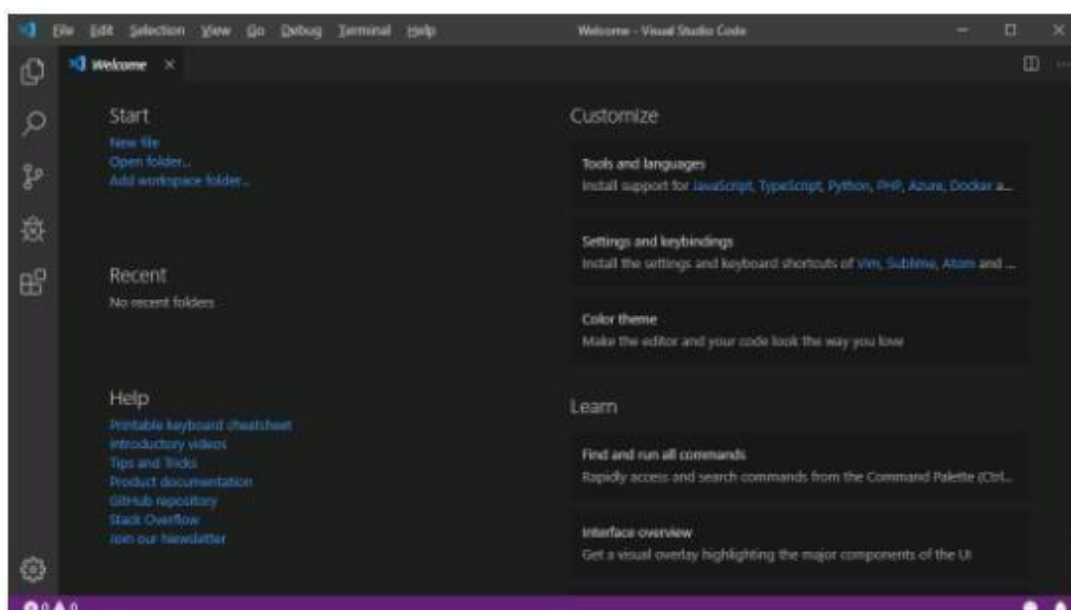 File Edit Selection View Go Debug Terminal Help
Welcome - Visual Studio Code
Welcome
Start
New file
Open folder...
Add workspace folder...
Recent
No recent folders
Help
Printable keyboard cheatsheet
Introductory videos
Tips and Tricks
Product documentation
GitHub repository
Stack Overflow
Join our Newsletter
Customize
Tools and languages
Install support for JavaScript, TypeScript, Python, PHP, Azure, Docker a...
Settings and keybindings
Install the settings and keyboard shortcuts of Vim, Sublime, Atom and ...
Color theme
Make the editor and your code look the way you love
Learn
Find and run all commands
Rapidly access and search commands from the Command Palette (Ctrl...
Interface overview
Get a visual overlay highlighting the major components of the UI
0 0